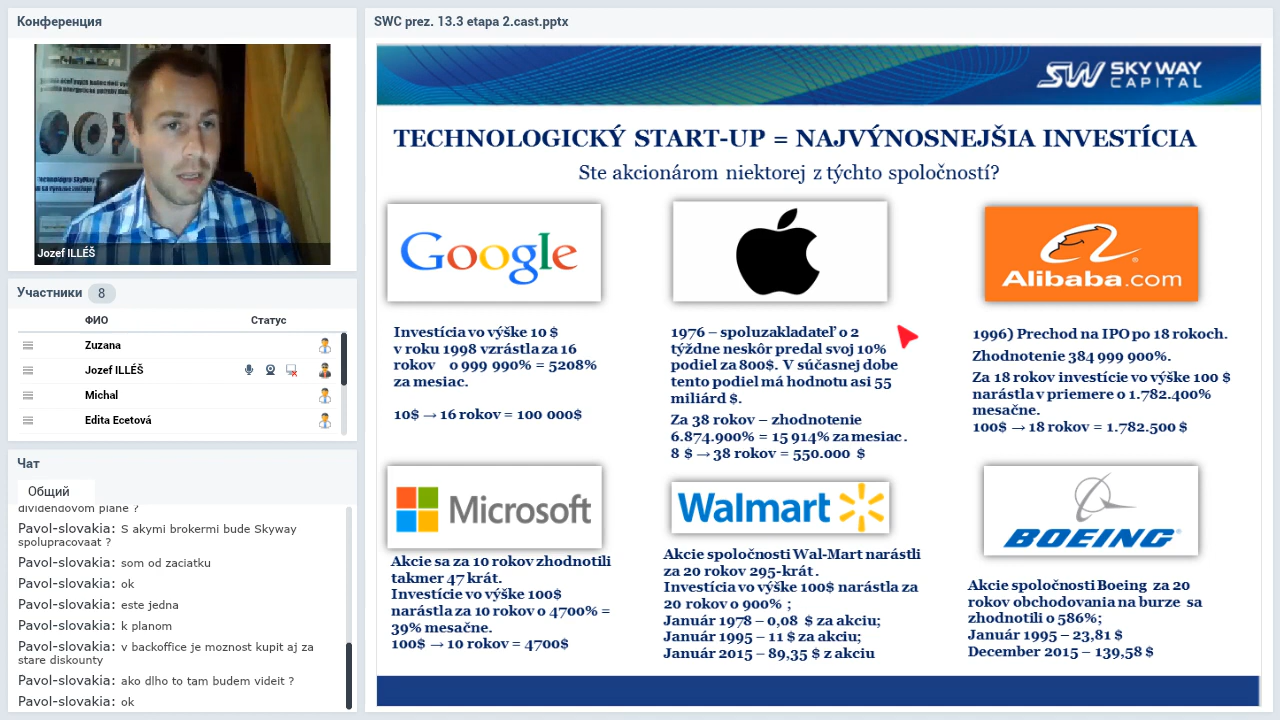 Конференция
Jozef ILLÉŠ
Участники 8
ФИО Статус
Zuzana
Jozef ILLÉŠ
Michal
Edita Ecetová
Чат
Общий
dividendovom plane ?
Pavol-slovakia: S akymi brokermi bude Skyway
spolupracovaat ?
Pavol-slovakia: som od zaciatku
Pavol-slovakia: ok
Pavol-slovakia: este jedna
Pavol-slovakia: k planom
Pavol-slovakia: v backoffice je moznost kupit aj za
stare diskounty
Pavol-slovakia: ako dlho to tam budem videit ?
Pavol-slovakia: ok
SWC prez. 13.3 etapa 2.cast.pptx
SW SKY WAY
CAPITAL
TECHNOLOGICKÝ START-UP = NAJVÝNOSNEJŠIA INVESTÍCIA
Ste akcionárom niektorej z týchto spoločností?
Google
Investícia vo výške 10 $
v roku 1998 vzrástla za 16
rokov o 999 990% = 5208%
za mesiac.
10$ → 16 rokov = 100 000$
1976 – spoluzakladateľ o 2
týždne neskôr predal svoj 10%
podiel za 800$. V súčasnej dobe
tento podiel má hodnotu asi 55
miliárd $.
Za 38 rokov – zhodnotenie
6.874.900% = 15 914% za mesiac.
8 $ → 38 rokov = 550.000 $
Alibaba.com
1996) Prechod na IPO po 18 rokoch.
Zhodnotenie 384 999 900%.
Za 18 rokov investície vo výške 100 $
narástla v priemere o 1.782.400%
mesačne.
100$ → 18 rokov = 1.782.500 $
Microsoft
Akcie sa za 10 rokov zhodnotili
takmer 47 krát.
Investície vo výške 100$
narástla za 10 rokov o 4700% =
39% mesačne.
100$ → 10 rokov = 4700$
Walmart
Akcie spoločnosti Wal-Mart narástli
za 20 rokov 295-krát.
Investícia vo výške 100$ narástla za
20 rokov o 900% ;
Január 1978 – 0,08 $ za akciu;
Január 1995 – 11 $ za akciu;
Január 2015 – 89,35 $ z akciu
BOEING
Akcie spoločnosti Boeing za 20
rokov obchodovania na burze sa
zhodnotili o 586%;
Január 1995 – 23,81 $
December 2015 – 139,58 $